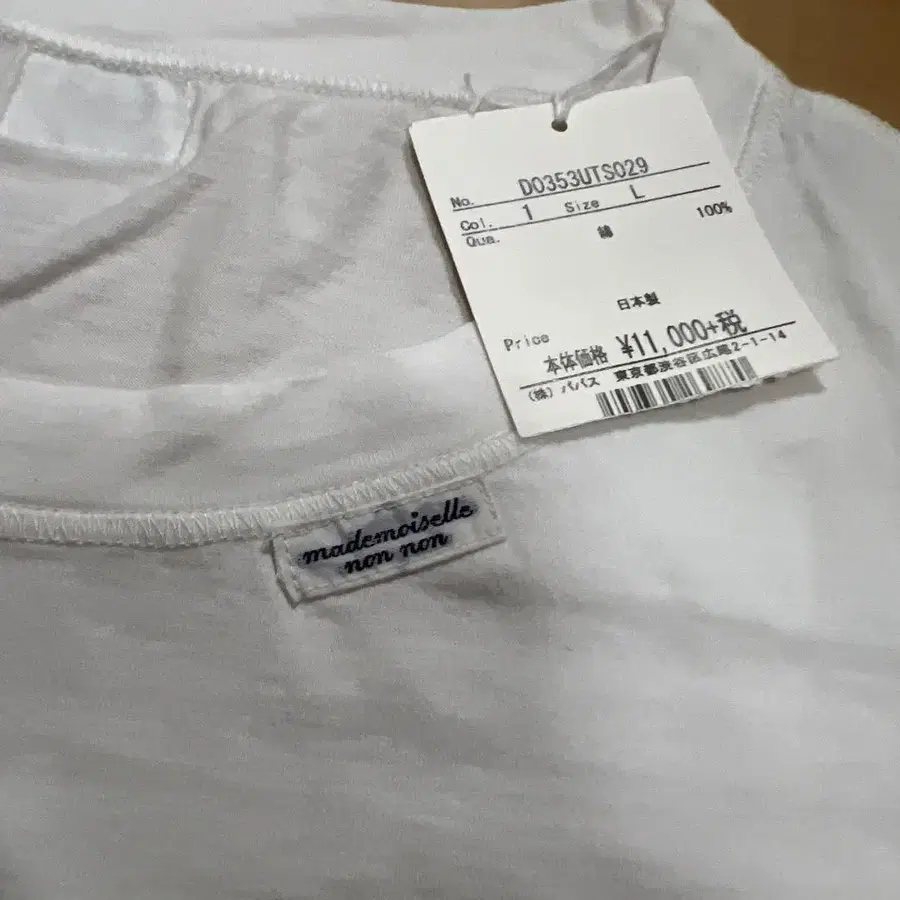 No. D0353UTS029
Col. 1 Size L
Qua. 綿 100%
日本製
Price 本体価格 ¥11,000+税
(株) パパス 東京都渋谷区広尾2-1-14
mademoiselle
non non